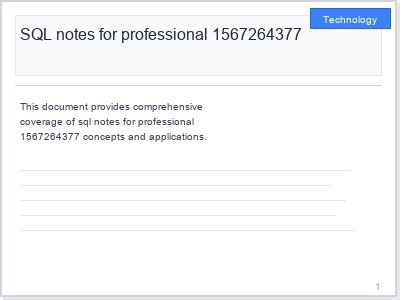 Technology
SQL notes for professional 1567264377
This document provides comprehensive
coverage of sql notes for professional
1567264377 concepts and applications.
1